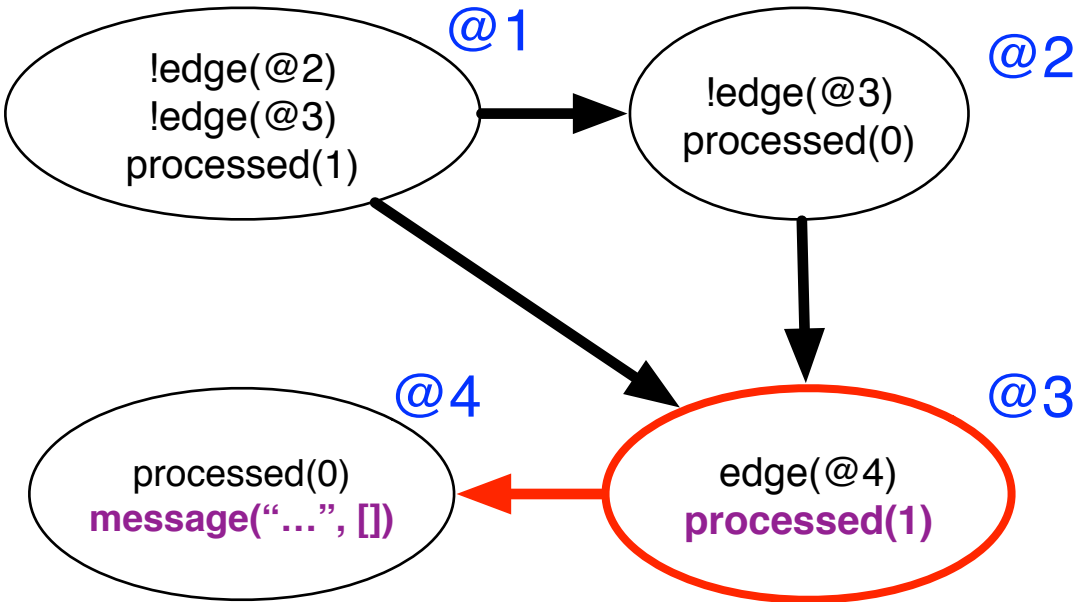 @1
!edge(@2)
!edge(@3)
processed(1)
@2
!edge(@3)
processed(0)
@4
processed(0)
message(“...”, [])
@3
edge(@4)
processed(1)